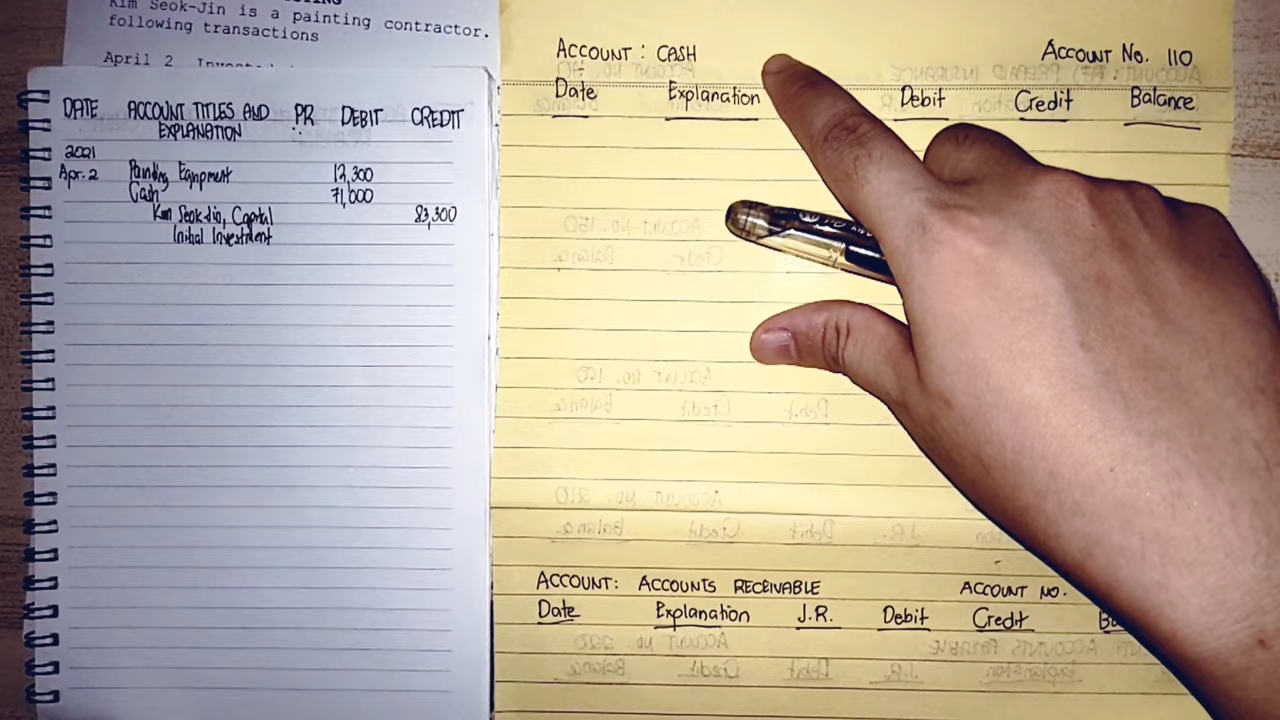 Kim Seok-Jin is a painting contractor.
following transactions
April 2
DATE ACCOUNT TITLES AND EXPLANATION PR DEBIT CREDIT
2021
Apr. 2 Painting Equipment 12,300
Cash 71,000
Kim Seok-Jin, Capital 83,300
Initial Investment
ACCOUNT : CASH ACCOUNT No. 110
Date Explanation Debit Credit Balance
ACCOUNT: ACCOUNTS RECEIVABLE ACCOUNT NO.
Date Explanation J.R. Debit Credit